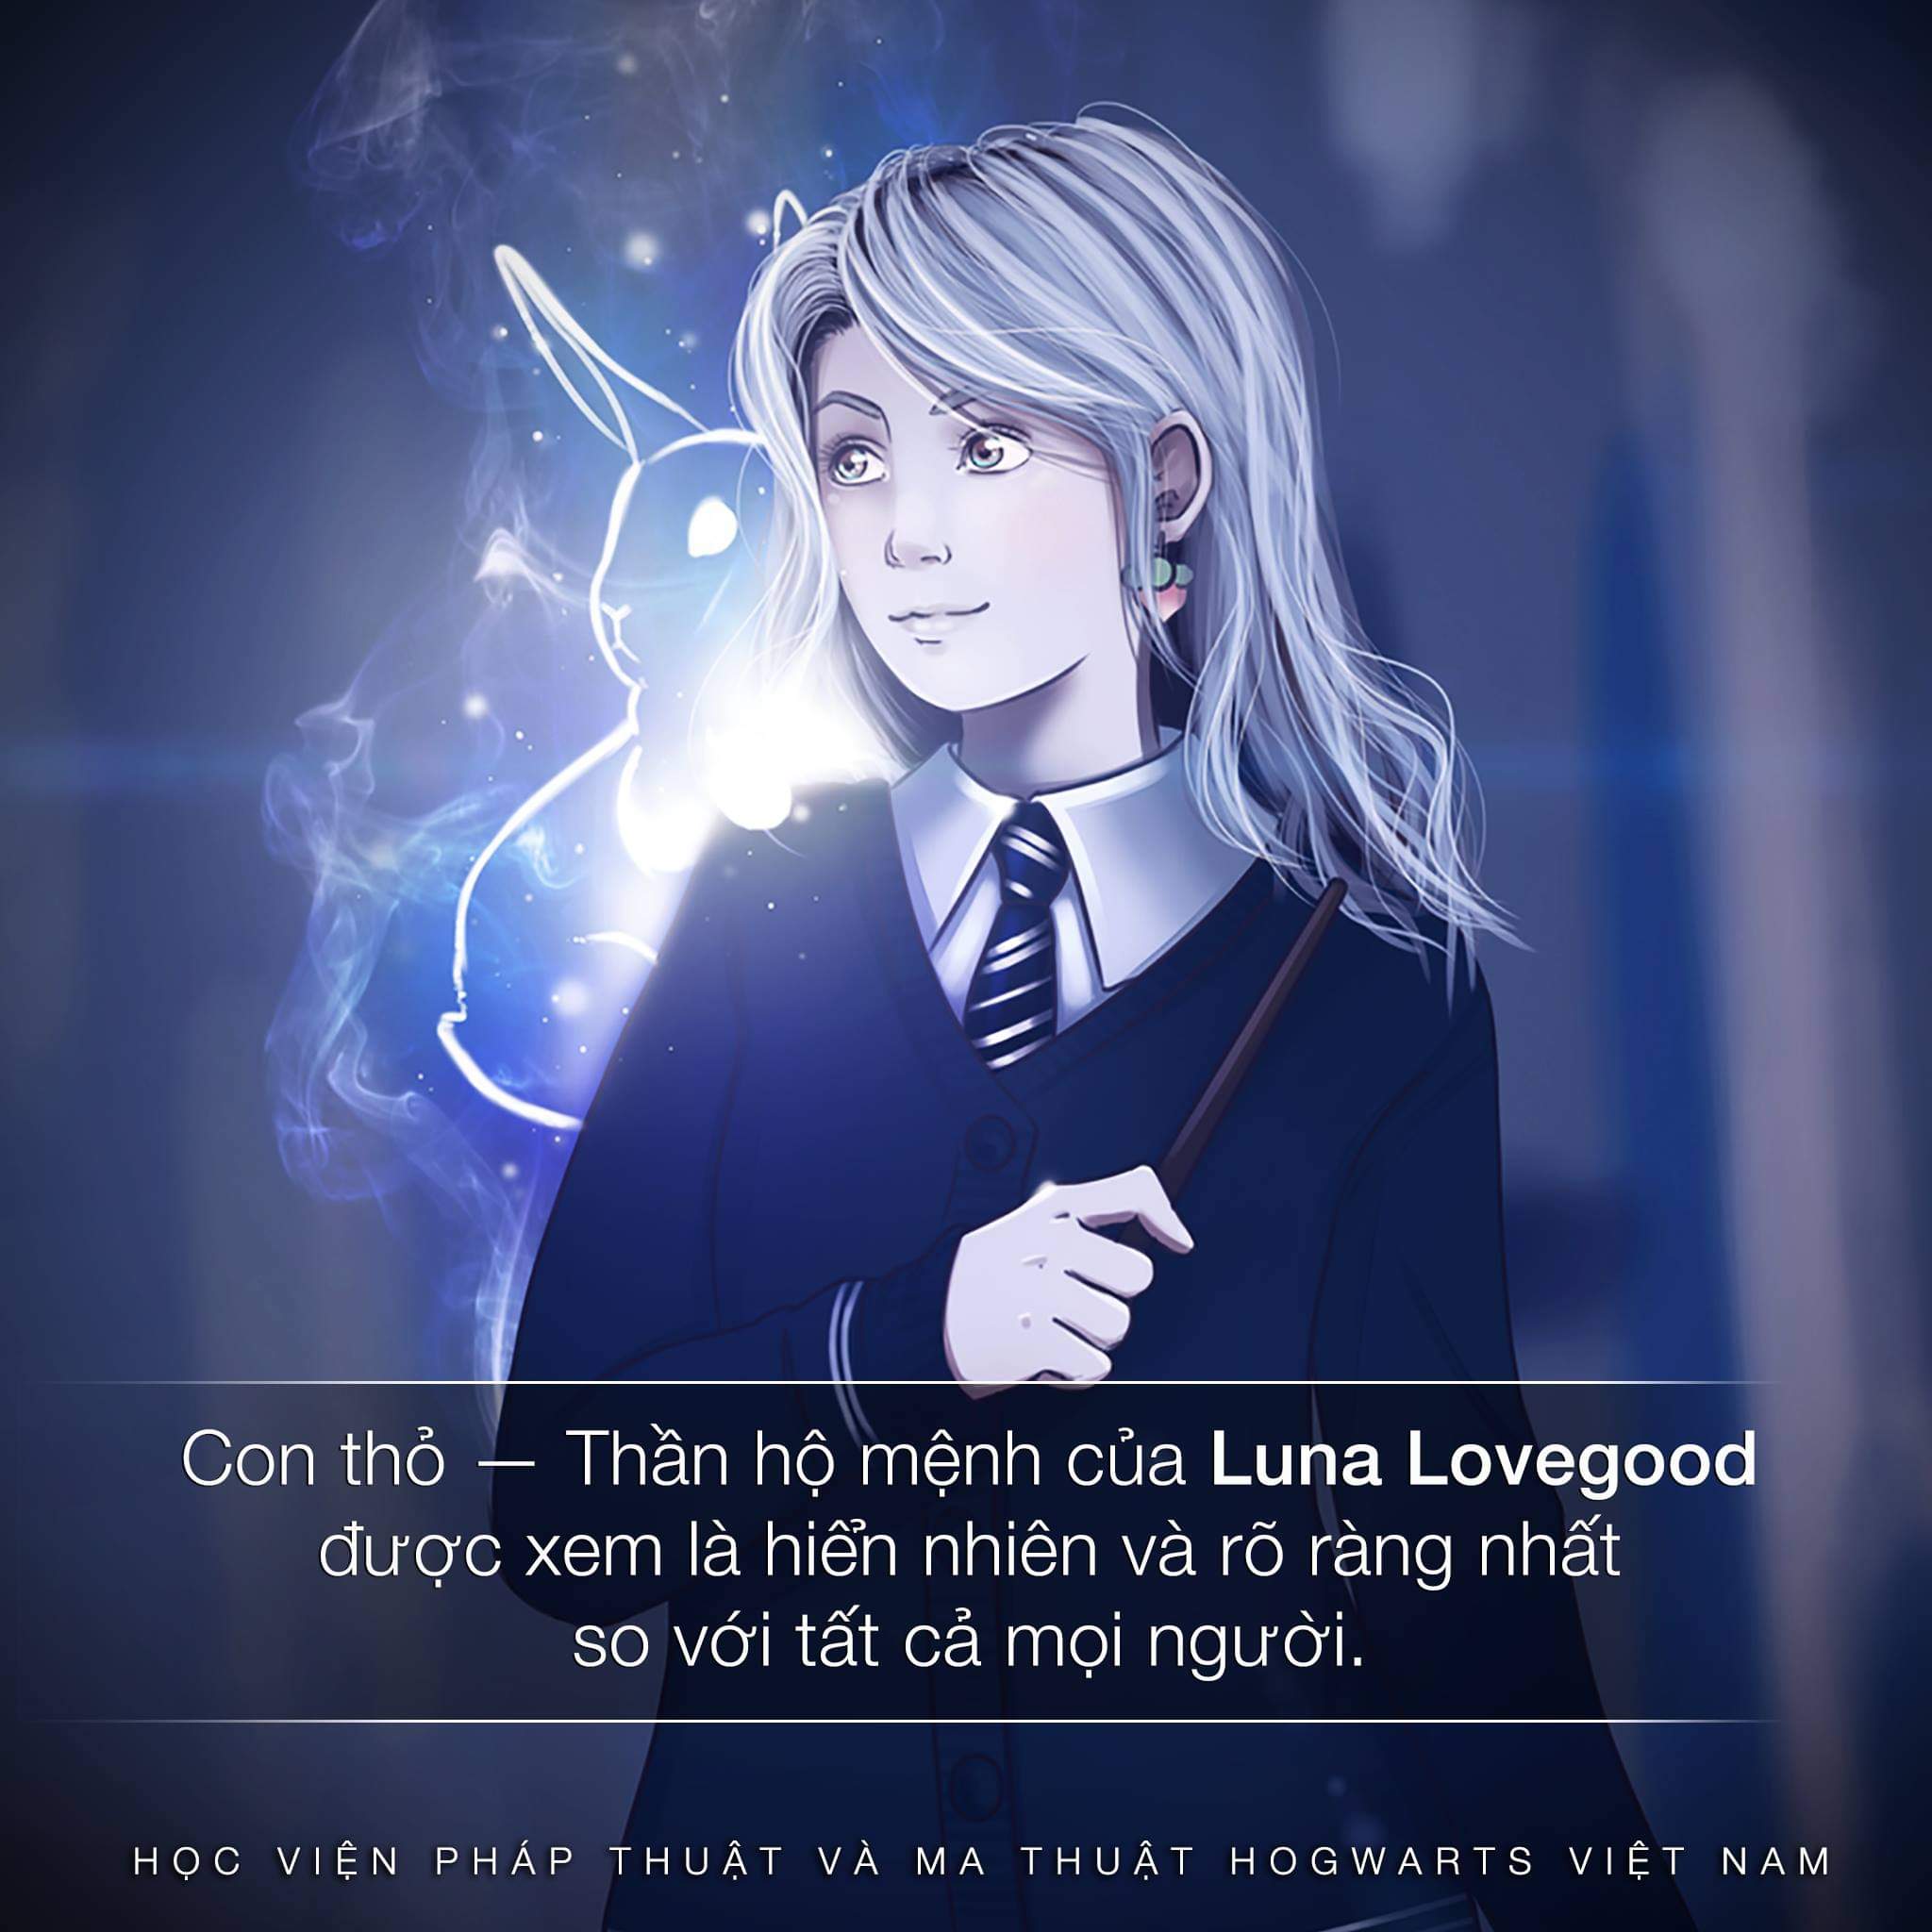 Con thỏ — Thần hộ mệnh của Luna Lovegood
được xem là hiển nhiên và rõ ràng nhất
so với tất cả mọi người.
HỌC VIỆN PHÁP THUẬT VÀ MA THUẬT HOGWARTS VIỆT NAM